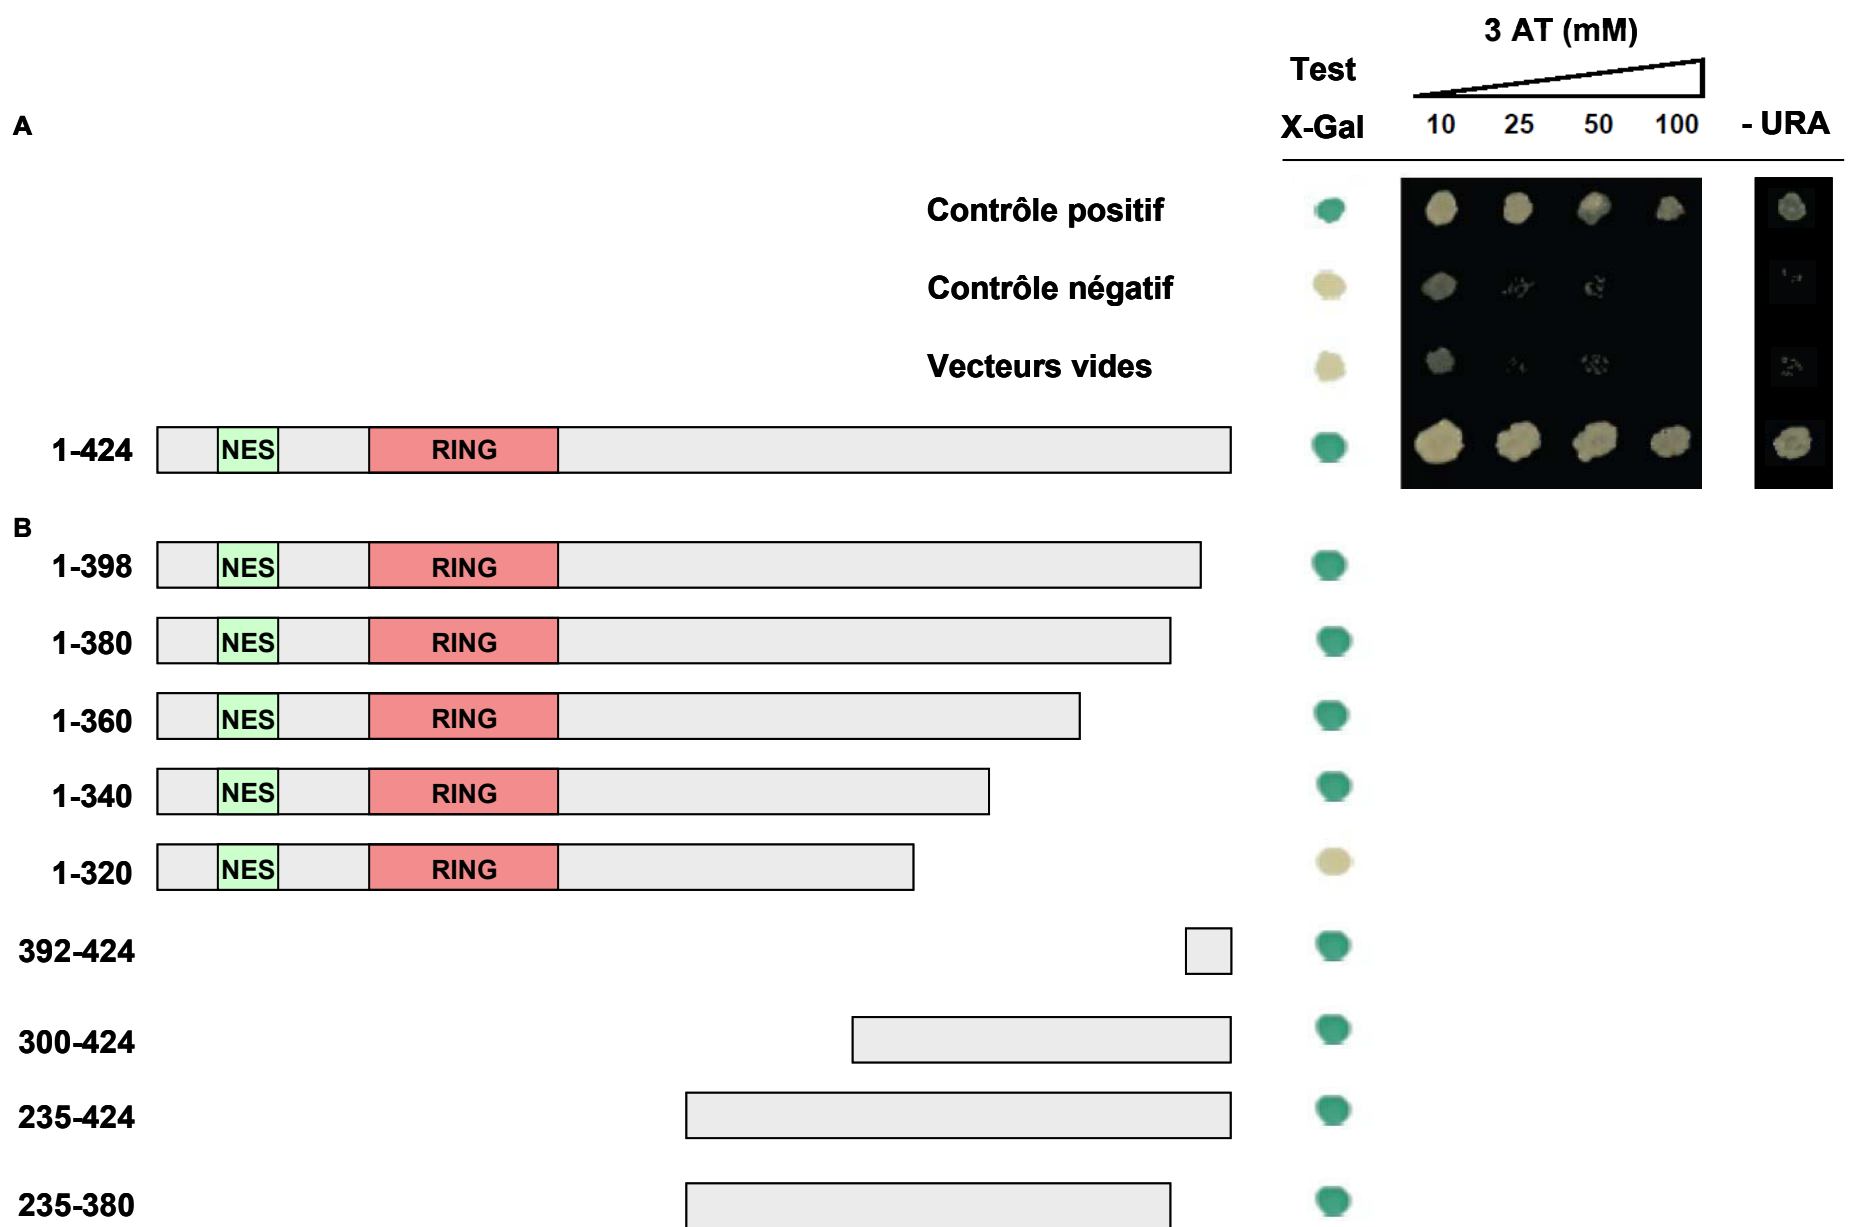 3 AT (mM)
Test
A
X-Gal 10 25 50 100 - URA
Contrôle positif
Contrôle négatif
Vecteurs vides
1-424 NES RING
B
1-398 NES RING
1-380 NES RING
1-360 NES RING
1-340 NES RING
1-320 NES RING
392-424
300-424
235-424
235-380